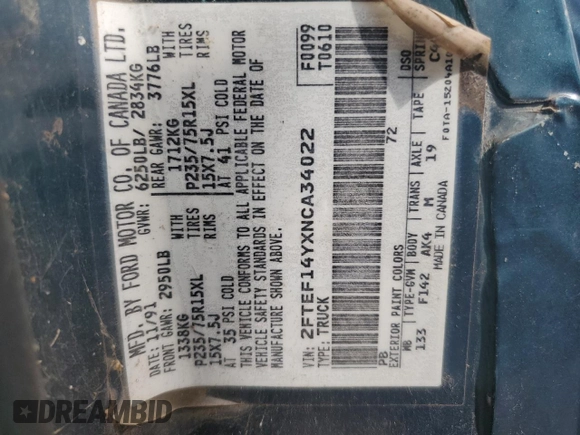 MFD. BY FORD MOTOR CO. OF CANADA LTD.
DATE: 11/91 GVWR: 6250LB/ 2834KG
FRONT GAWR: 2950LB REAR GAWR: 3776LB
1338KG WITH 1712KG WITH
P235/75R15XL TIRES P235/75R15XL TIRES
15X7.5J RIMS 15X7.5J RIMS
AT 35 PSI COLD AT 41 PSI COLD
THIS VEHICLE CONFORMS TO ALL APPLICABLE FEDERAL MOTOR
VEHICLE SAFETY STANDARDS IN EFFECT ON THE DATE OF
MANUFACTURE SHOWN ABOVE.
VIN: 2FTEF14YXNCA34022 F0099
TYPE: TRUCK T0610
PB 72
EXTERIOR PAINT COLORS DSO
WB TYPE-GVM BODY TRANS AXLE TAPE
133 F142 AK4 M 19
MADE IN CANADA
DREAMBID